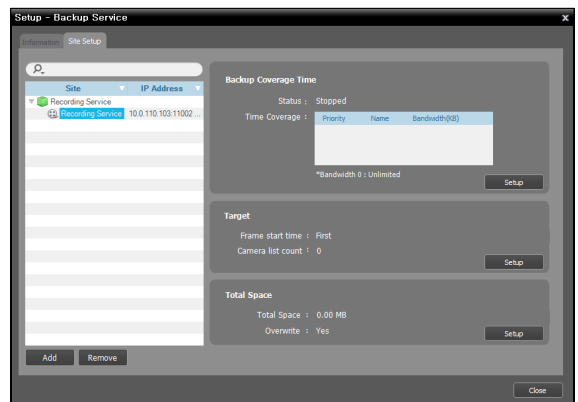 Setup - Backup Service x
Information Site Setup
Site IP Address
Recording Service
Recording Service 10.0.110.103:11002 ...
Add Remove
Backup Coverage Time
Status : Stopped
Time Coverage : Priority Name Bandwidth(KB)
*Bandwidth 0 : Unlimited
Setup
Target
Frame start time : First
Camera list count : 0
Setup
Total Space
Total Space : 0.00 MB
Overwrite : Yes
Setup
Close